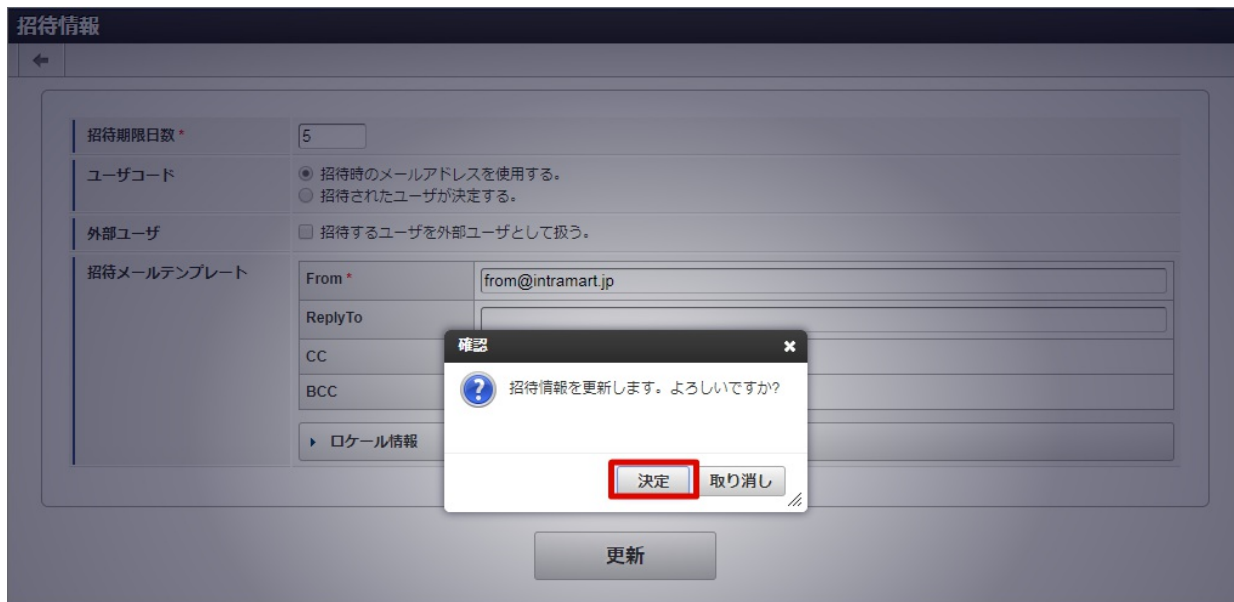 招待情報
招待期限日数 *
5
ユーザコード
招待時のメールアドレスを使用する。
招待されたユーザが決定する。
外部ユーザ
招待するユーザを外部ユーザとして扱う。
招待メールテンプレート
From *
from@intramart.jp
ReplyTo
CC
BCC
ロケール情報
確認
招待情報を更新します。よろしいですか?
決定
取り消し
更新